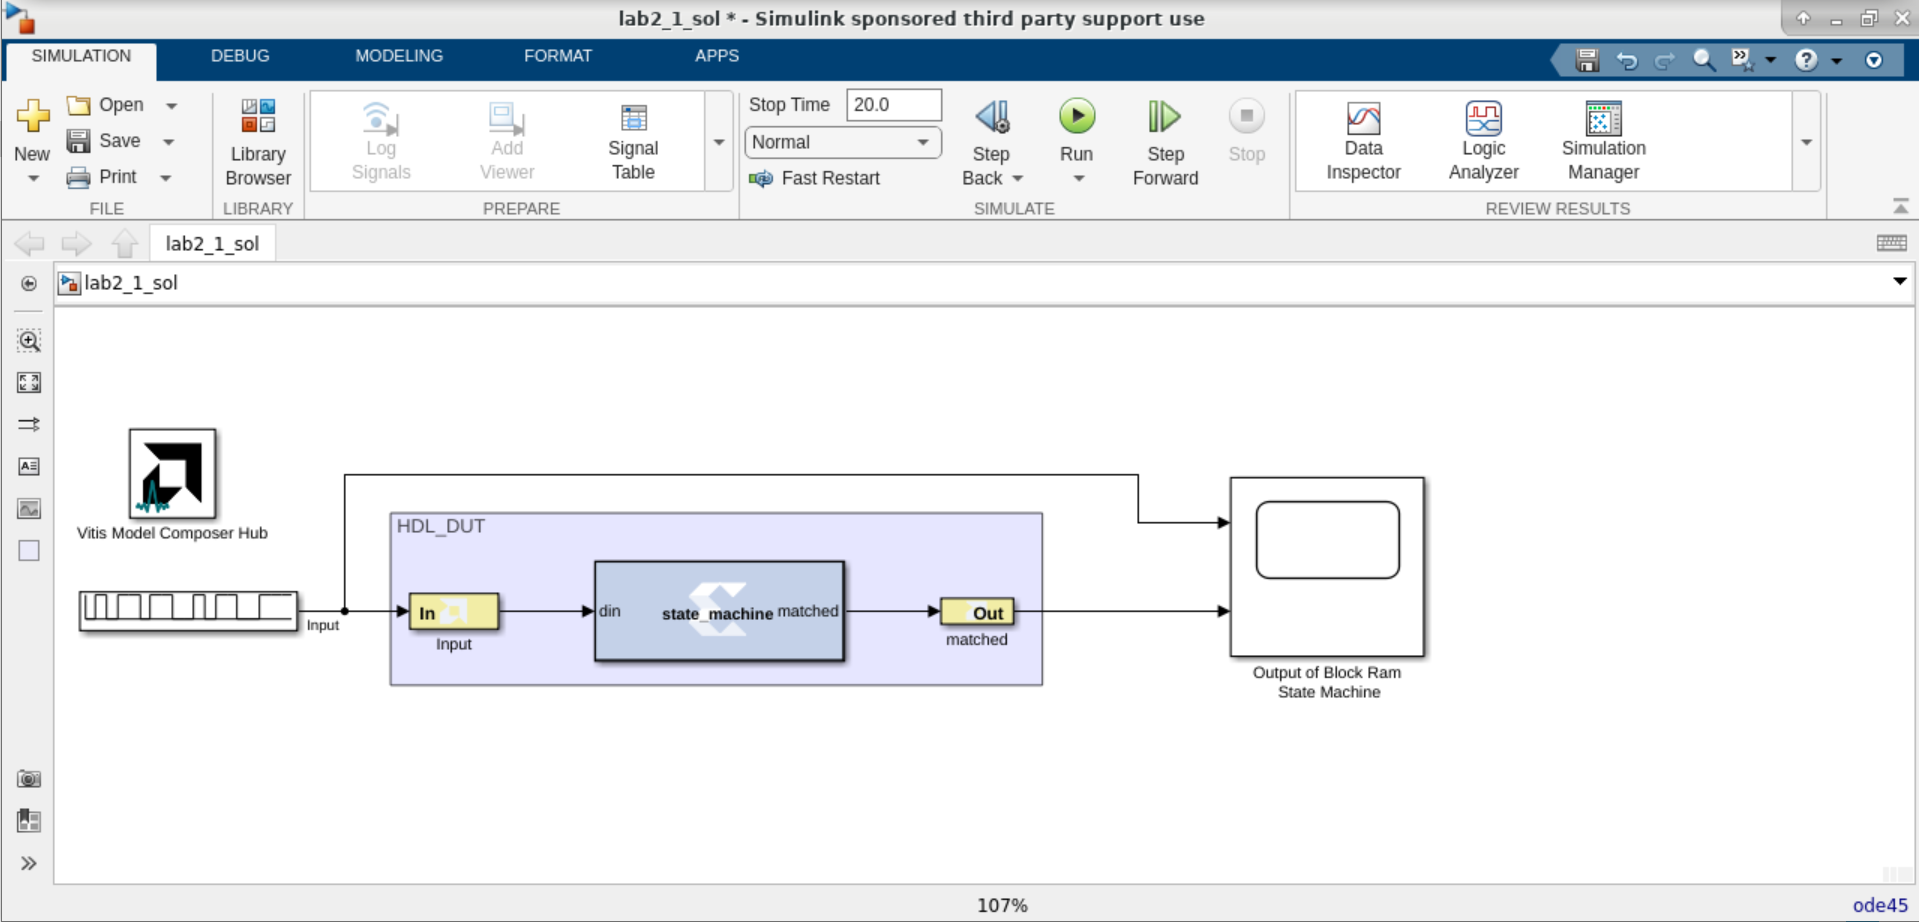 lab2_1_sol * - Simulink sponsored third party support use
SIMULATION DEBUG MODELING FORMAT APPS
New
Open
Save
Print
FILE
Library
Browser
LIBRARY
Log
Signals
Add
Viewer
Signal
Table
PREPARE
Stop Time 20.0
Normal
Fast Restart
Step
Back
Run
Step
Forward
Stop
SIMULATE
Data
Inspector
Logic
Analyzer
Simulation
Manager
REVIEW RESULTS
lab2_1_sol
lab2_1_sol
Vitis Model Composer Hub
Input
HDL_DUT
In
Input
din state_machine matched
Out
matched
Output of Block Ram
State Machine
107%
ode45